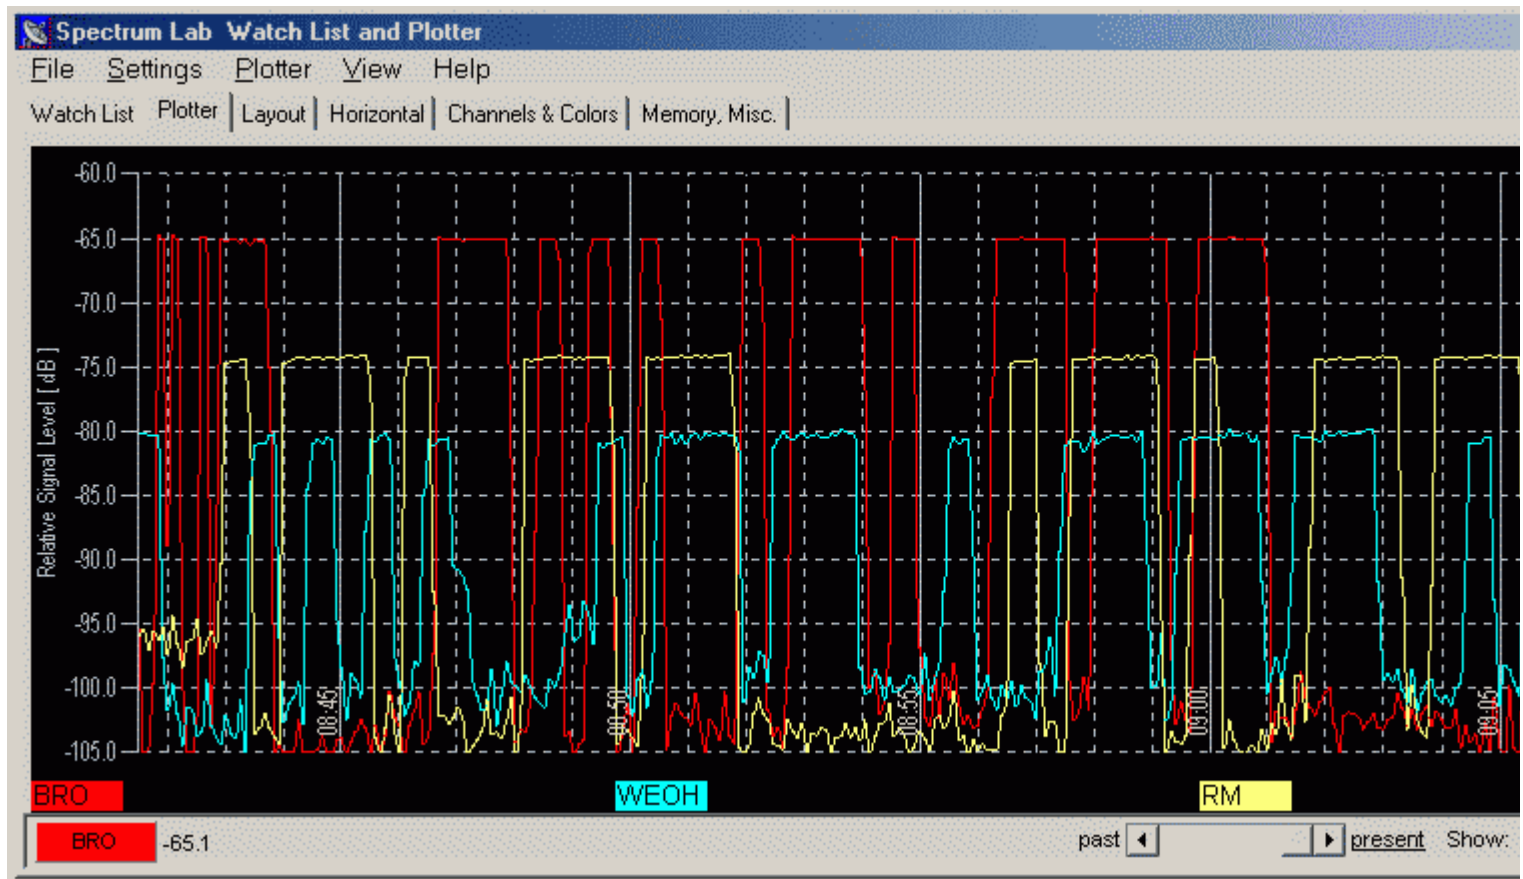 Spectrum Lab Watch List and Plotter
File Settings Plotter View Help
Watch List Plotter Layout Horizontal Channels & Colors Memory, Misc.
Relative Signal Level [ dB ]
-60.0
-65.0
-70.0
-75.0
-80.0
-85.0
-90.0
-95.0
-100.0
-105.0
08:45 08:50 08:55 09:00 09:05
BRO WEOH RM
BRO -65.1 past present Show: